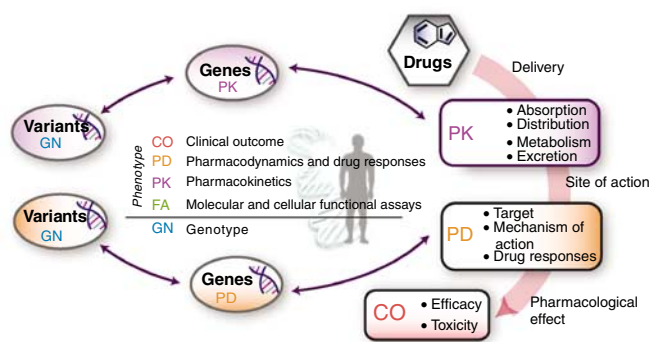 Drugs
Delivery
Genes
PK
Variants
GN
PK
• Absorption
• Distribution
• Metabolism
• Excretion
Phenotype
CO Clinical outcome
PD Pharmacodynamics and drug responses
PK Pharmacokinetics
FA Molecular and cellular functional assays
GN Genotype
Site of action
Variants
GN
PD
• Target
• Mechanism of
action
• Drug responses
Genes
PD
CO
• Efficacy
• Toxicity
Pharmacological
effect